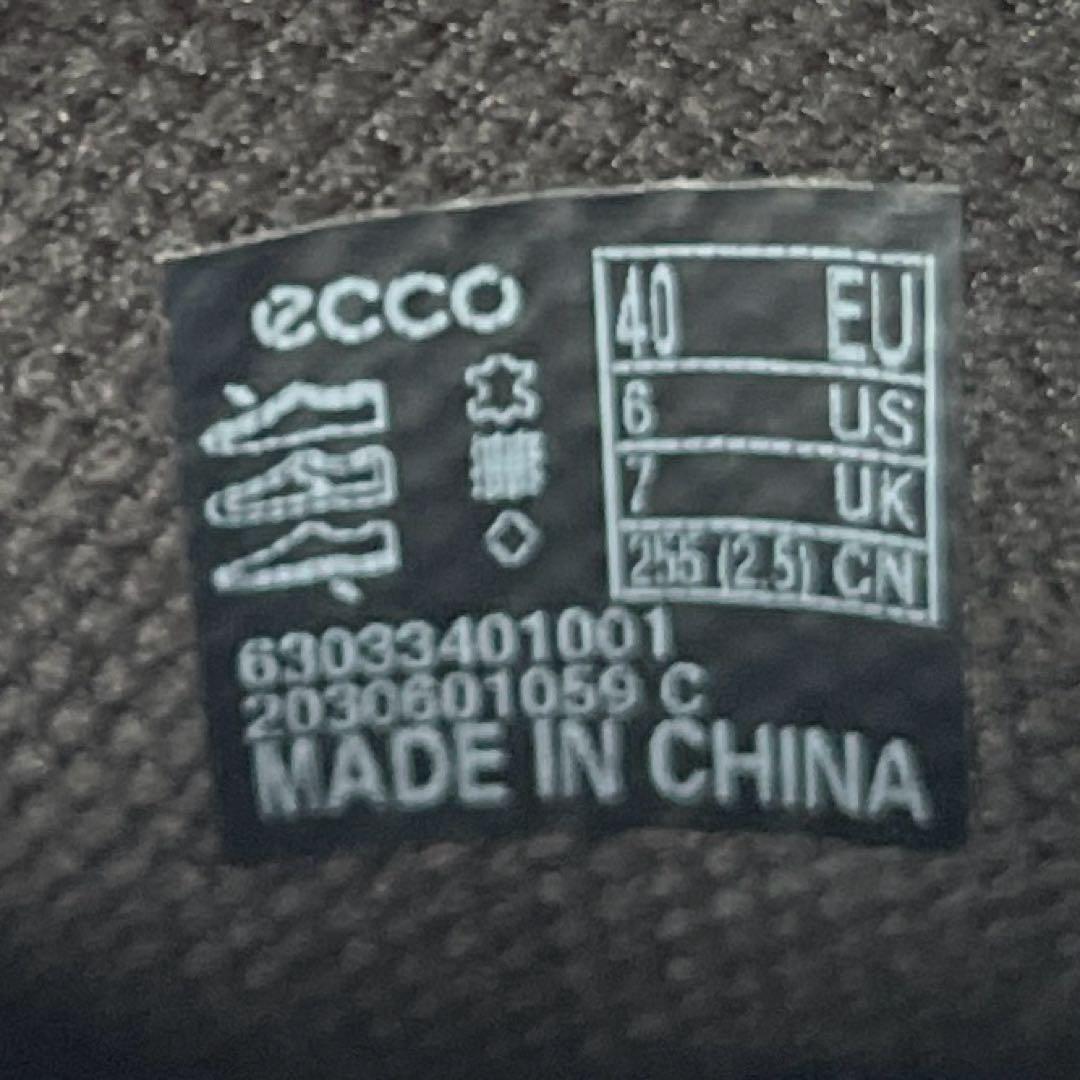 ecco
40 EU
6 US
7 UK
255 (2.5) CN
63033401001
2030601059 C
MADE IN CHINA